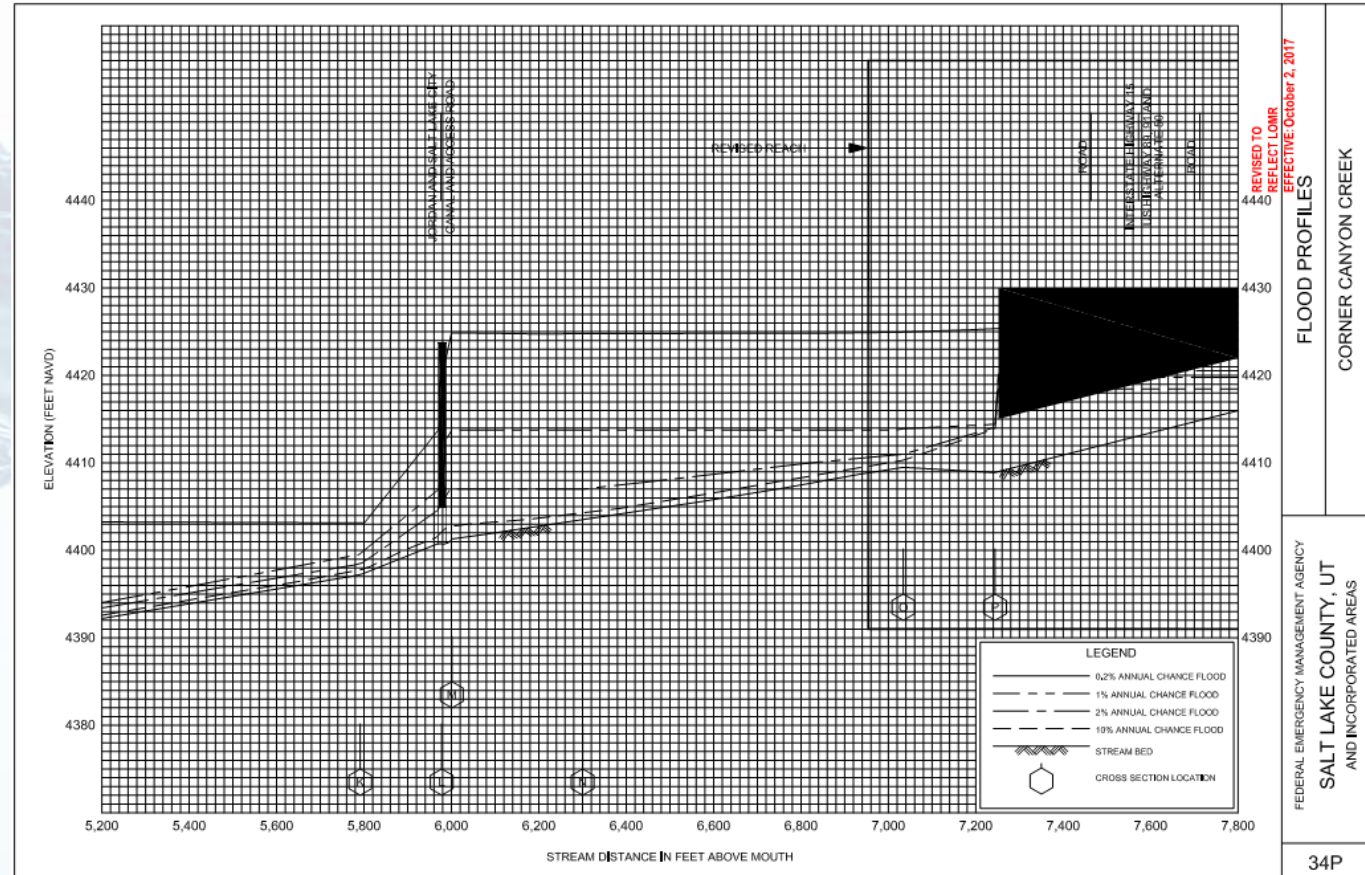 JORDAN AND SALT LAKE CITY
CANAL AND ACCESS ROAD
REVISED REACH
ROAD
INTERSTATE HIGHWAY 15
US HIGHWAY 89, 91 AND
ALTERNATE 50
ROAD
4440
4430
4420
4410
4400
4390
4380
ELEVATION (FEET NAVD)
4440
4430
4420
4410
4400
4390
K
L
M
N
O
P
LEGEND
0.2% ANNUAL CHANCE FLOOD
1% ANNUAL CHANCE FLOOD
2% ANNUAL CHANCE FLOOD
10% ANNUAL CHANCE FLOOD
STREAM BED
CROSS SECTION LOCATION
5,200 5,400 5,600 5,800 6,000 6,200 6,400 6,600 6,800 7,000 7,200 7,400 7,600 7,800
STREAM DISTANCE IN FEET ABOVE MOUTH
REVISED TO
REFLECT LOMR
EFFECTIVE: October 2, 2017
FLOOD PROFILES
CORNER CANYON CREEK
FEDERAL EMERGENCY MANAGEMENT AGENCY
SALT LAKE COUNTY, UT
AND INCORPORATED AREAS
34P